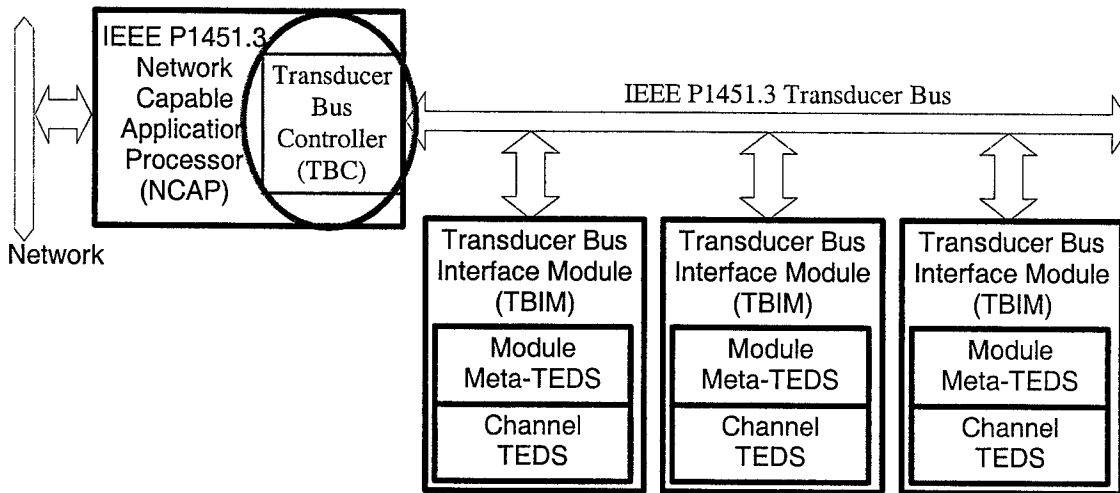 IEEE P1451.3
Network
Capable
Application
Processor
(NCAP)
Transducer
Bus
Controller
(TBC)
IEEE P1451.3 Transducer Bus
Network
Transducer Bus
Interface Module
(TBIM)
Module
Meta-TEDS
Channel
TEDS
Transducer Bus
Interface Module
(TBIM)
Module
Meta-TEDS
Channel
TEDS
Transducer Bus
Interface Module
(TBIM)
Module
Meta-TEDS
Channel
TEDS